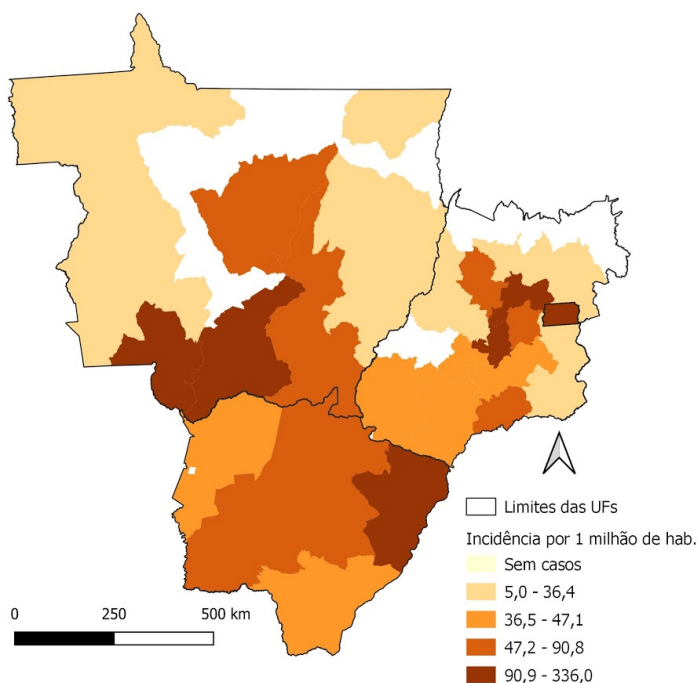 Limites das UFs
Incidência por 1 milhão de hab.
Sem casos
5,0 - 36,4
36,5 - 47,1
47,2 - 90,8
90,9 - 336,0
0 250 500 km